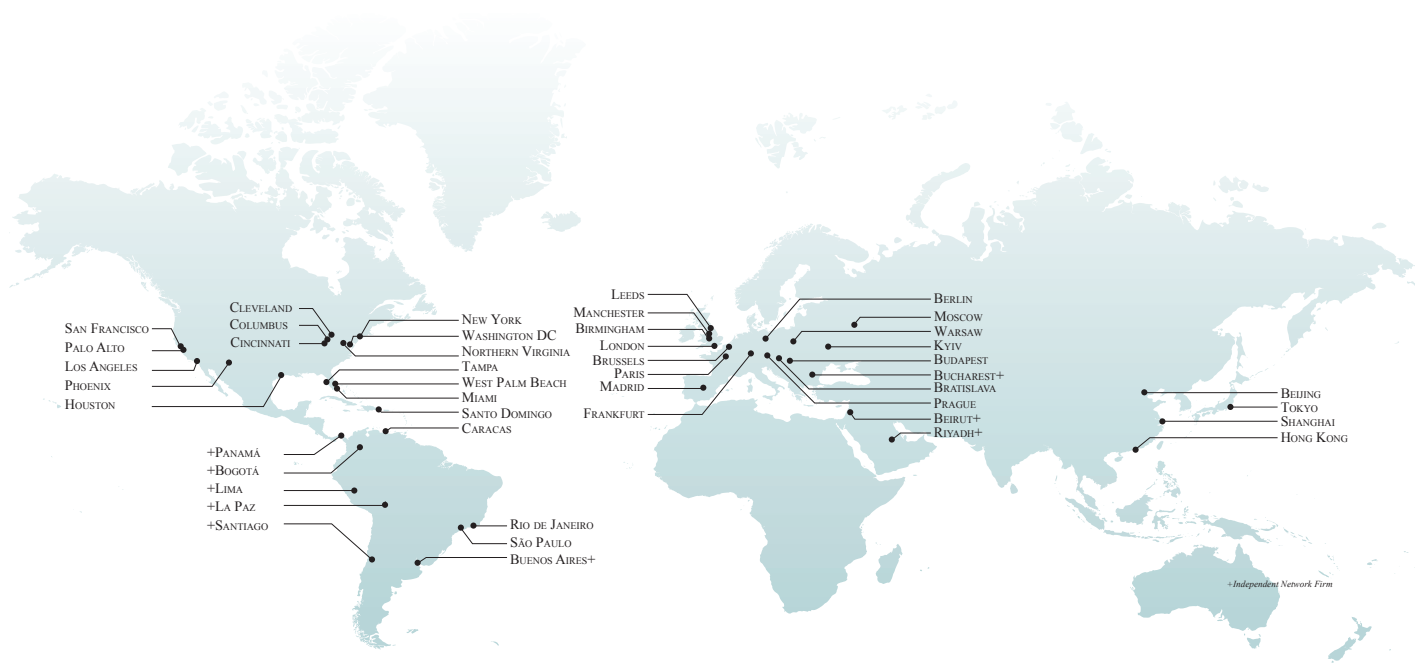 San Francisco
Palo Alto
Los Angeles
Phoenix
Houston
Cleveland
Columbus
Cincinnati
New York
Washington DC
Northern Virginia
Tampa
West Palm Beach
Miami
Santo Domingo
Caracas
+Panamá
+Bogotá
+Lima
+La Paz
+Santiago
Rio de Janeiro
São Paulo
Buenos Aires+
Leeds
Manchester
Birmingham
London
Brussels
Paris
Madrid
Frankfurt
Berlin
Moscow
Warsaw
Kyiv
Budapest
Bucharest+
Bratislava
Prague
Beirut+
Riyadh+
Beijing
Tokyo
Shanghai
Hong Kong
+Independent Network Firm